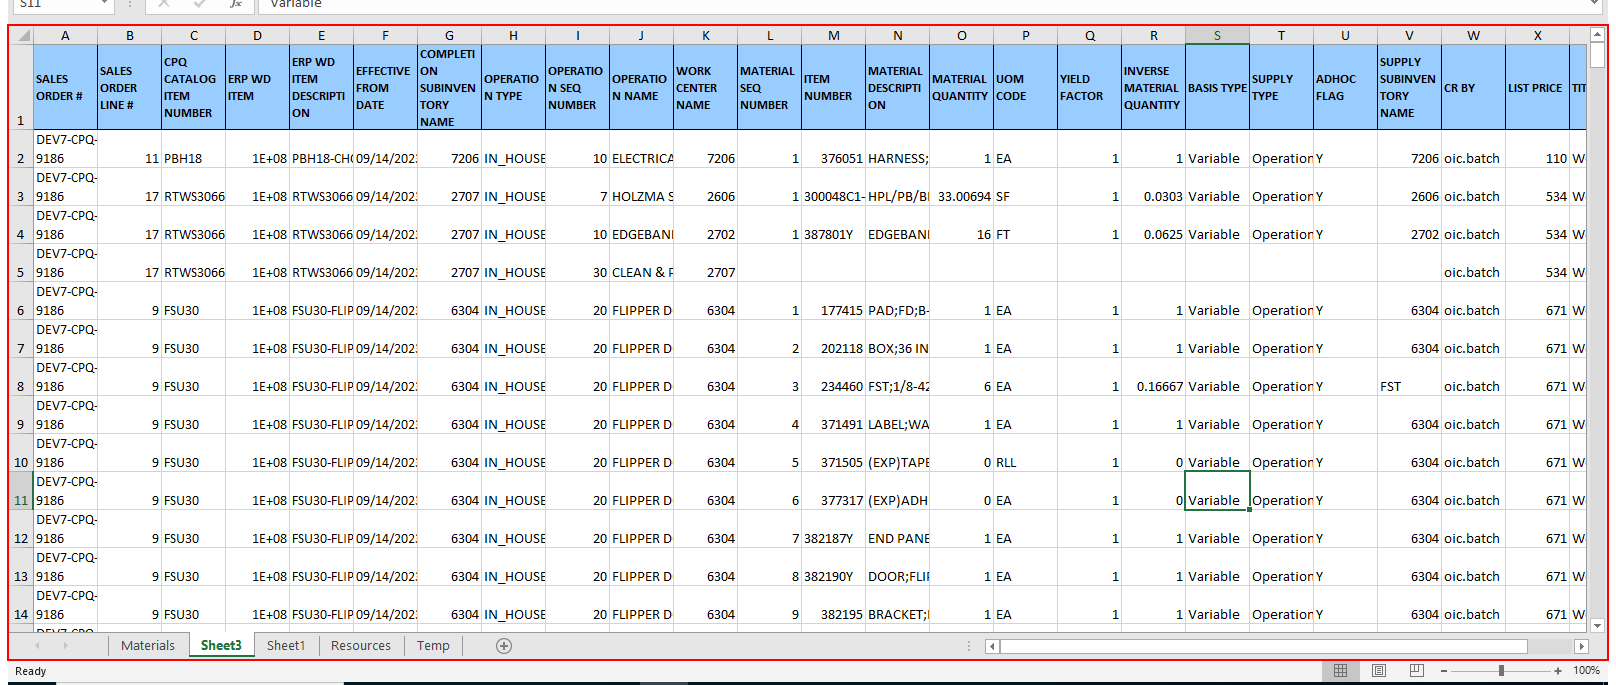 S11 fx Variable
A B C D E F G H I J K L M N O P Q R S T U V W X
1 SALES ORDER # SALES ORDER LINE # CPQ CATALOG ITEM NUMBER ERP WD ITEM ERP WD ITEM DESCRIPTI ON EFFECTIVE FROM DATE COMPLETI ON SUBINVEN TORY NAME OPERATIO N TYPE OPERATIO N SEQ NUMBER OPERATIO N NAME WORK CENTER NAME MATERIAL SEQ NUMBER ITEM NUMBER MATERIAL DESCRIPTI ON MATERIAL QUANTITY UOM CODE YIELD FACTOR INVERSE MATERIAL QUANTITY BASIS TYPE SUPPLY TYPE ADHOC FLAG SUPPLY SUBINVEN TORY NAME CR BY LIST PRICE TIT
2 DEV7-CPQ-9186 11 PBH18 1E+08 PBH18-CHO 09/14/202 7206 IN_HOUSE 10 ELECTRICA 7206 1 376051 HARNESS; 1 EA 1 1 Variable Operation Y 7206 oic.batch 110 W
3 DEV7-CPQ-9186 17 RTWS3066 1E+08 RTWS3066 09/14/202 2707 IN_HOUSE 7 HOLZMA S 2606 1 300048C1- HPL/PB/B 33.00694 SF 1 0.0303 Variable Operation Y 2606 oic.batch 534 W
4 DEV7-CPQ-9186 17 RTWS3066 1E+08 RTWS3066 09/14/202 2707 IN_HOUSE 10 EDGEBAN 2702 1 387801Y EDGEBAN 16 FT 1 0.0625 Variable Operation Y 2702 oic.batch 534 W
5 DEV7-CPQ-9186 17 RTWS3066 1E+08 RTWS3066 09/14/202 2707 IN_HOUSE 30 CLEAN & P 2707 oic.batch 534 W
6 DEV7-CPQ-9186 9 FSU30 1E+08 FSU30-FLIP 09/14/202 6304 IN_HOUSE 20 FLIPPER D 6304 1 177415 PAD;FD;B- 1 EA 1 1 Variable Operation Y 6304 oic.batch 671 W
7 DEV7-CPQ-9186 9 FSU30 1E+08 FSU30-FLIP 09/14/202 6304 IN_HOUSE 20 FLIPPER D 6304 2 202118 BOX;36 IN 1 EA 1 1 Variable Operation Y 6304 oic.batch 671 W
8 DEV7-CPQ-9186 9 FSU30 1E+08 FSU30-FLIP 09/14/202 6304 IN_HOUSE 20 FLIPPER D 6304 3 234460 FST;1/8-42 6 EA 1 0.16667 Variable Operation Y FST oic.batch 671 W
9 DEV7-CPQ-9186 9 FSU30 1E+08 FSU30-FLIP 09/14/202 6304 IN_HOUSE 20 FLIPPER D 6304 4 371491 LABEL;WA 1 EA 1 1 Variable Operation Y 6304 oic.batch 671 W
10 DEV7-CPQ-9186 9 FSU30 1E+08 FSU30-FLIP 09/14/202 6304 IN_HOUSE 20 FLIPPER D 6304 5 371505 (EXP)TAPE 0 RLL 1 0 Variable Operation Y 6304 oic.batch 671 W
11 DEV7-CPQ-9186 9 FSU30 1E+08 FSU30-FLIP 09/14/202 6304 IN_HOUSE 20 FLIPPER D 6304 6 377317 (EXP)ADH 0 EA 1 0 Variable Operation Y 6304 oic.batch 671 W
12 DEV7-CPQ-9186 9 FSU30 1E+08 FSU30-FLIP 09/14/202 6304 IN_HOUSE 20 FLIPPER D 6304 7 382187Y END PANE 1 EA 1 1 Variable Operation Y 6304 oic.batch 671 W
13 DEV7-CPQ-9186 9 FSU30 1E+08 FSU30-FLIP 09/14/202 6304 IN_HOUSE 20 FLIPPER D 6304 8 382190Y DOOR;FLI 1 EA 1 1 Variable Operation Y 6304 oic.batch 671 W
14 DEV7-CPQ-9186 9 FSU30 1E+08 FSU30-FLIP 09/14/202 6304 IN_HOUSE 20 FLIPPER D 6304 9 382195 BRACKET; 1 EA 1 1 Variable Operation Y 6304 oic.batch 671 W
DEV7-CPQ-
Materials Sheet3 Sheet1 Resources Temp
Ready 100%